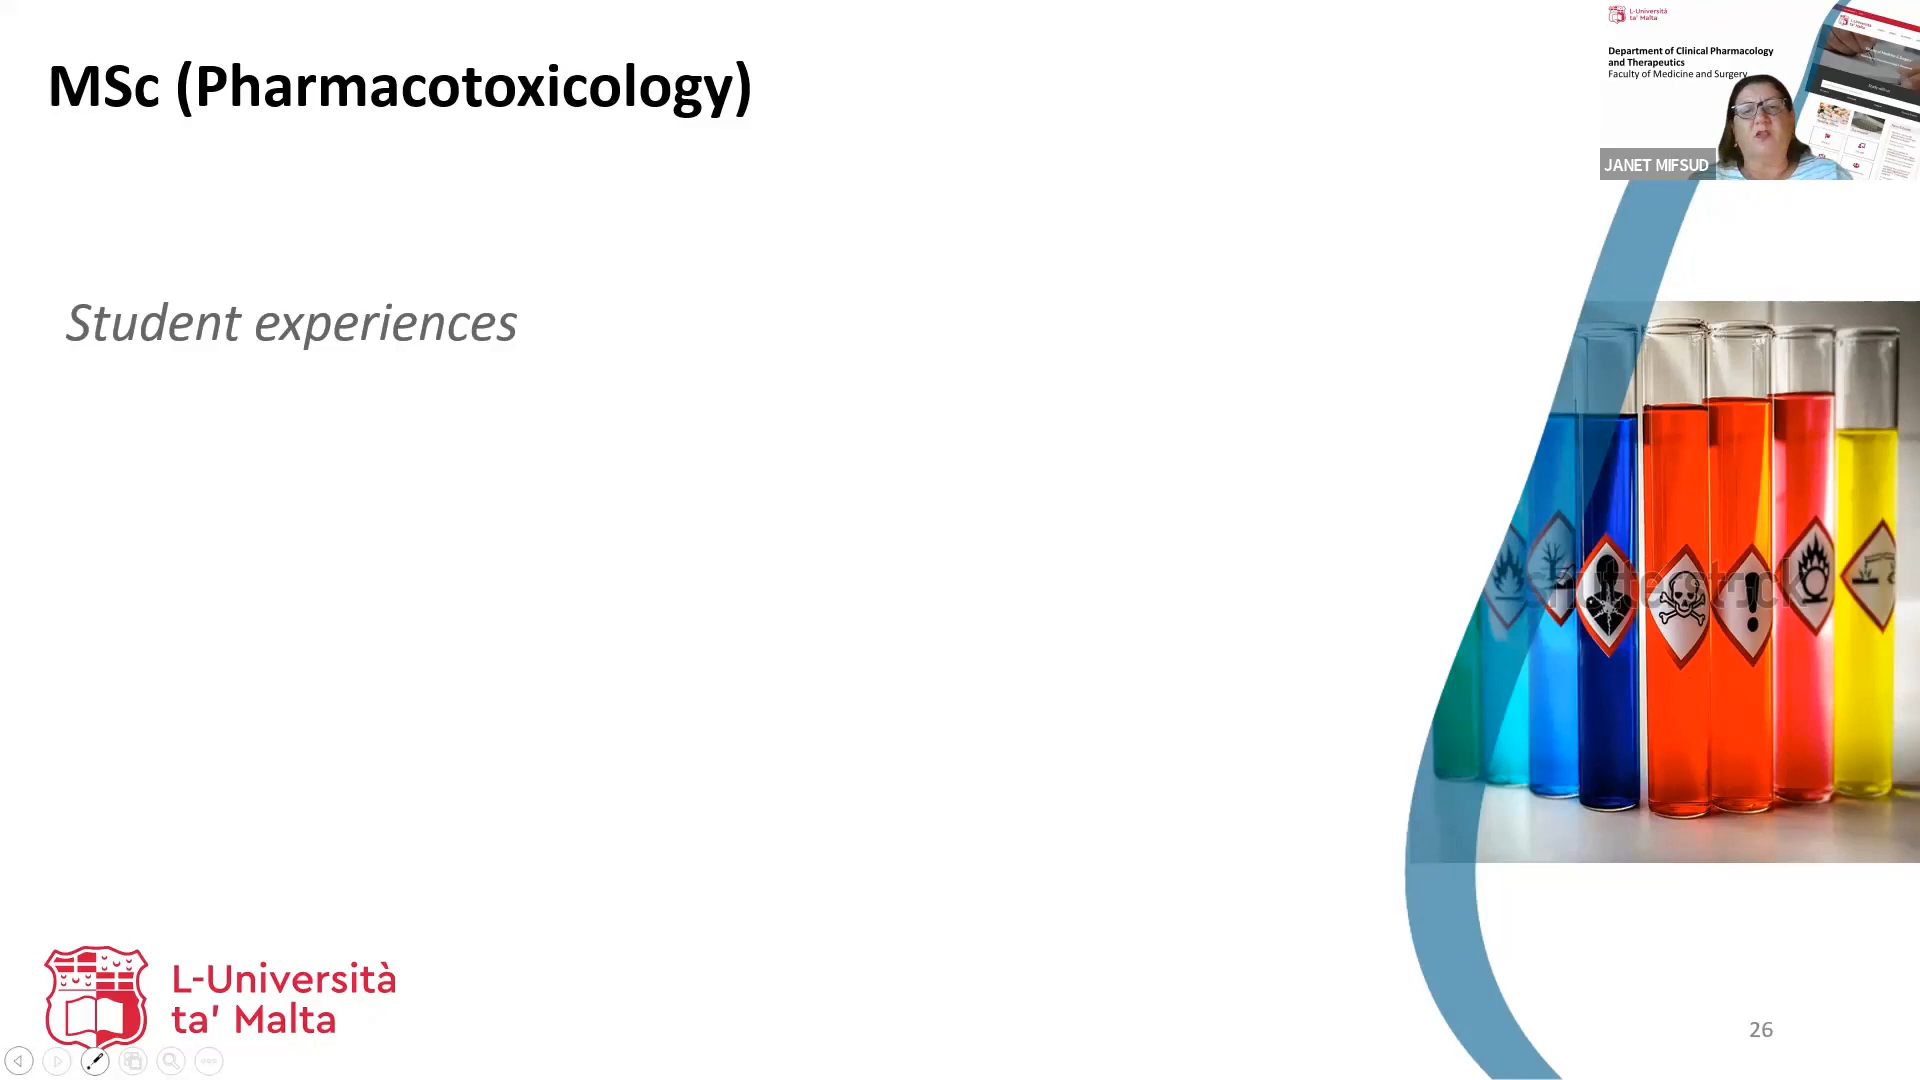 MSc (Pharmacotoxicology)
L-Università
ta' Malta
Department of Clinical Pharmacology
and Therapeutics
Faculty of Medicine and Surgery
JANET MIFSUD
Student experiences
shutterstock
L-Università
ta' Malta
26